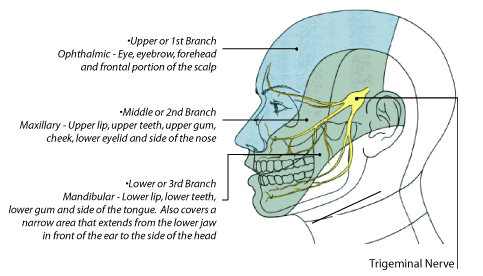 •Upper or 1st Branch
Ophthalmic - Eye, eyebrow, forehead
and frontal portion of the scalp
•Middle or 2nd Branch
Maxillary - Upper lip, upper teeth, upper gum,
cheek, lower eyelid and side of the nose
•Lower or 3rd Branch
Mandibular - Lower lip, lower teeth,
lower gum and side of the tongue. Also covers a
narrow area that extends from the lower jaw
in front of the ear to the side of the head
Trigeminal Nerve